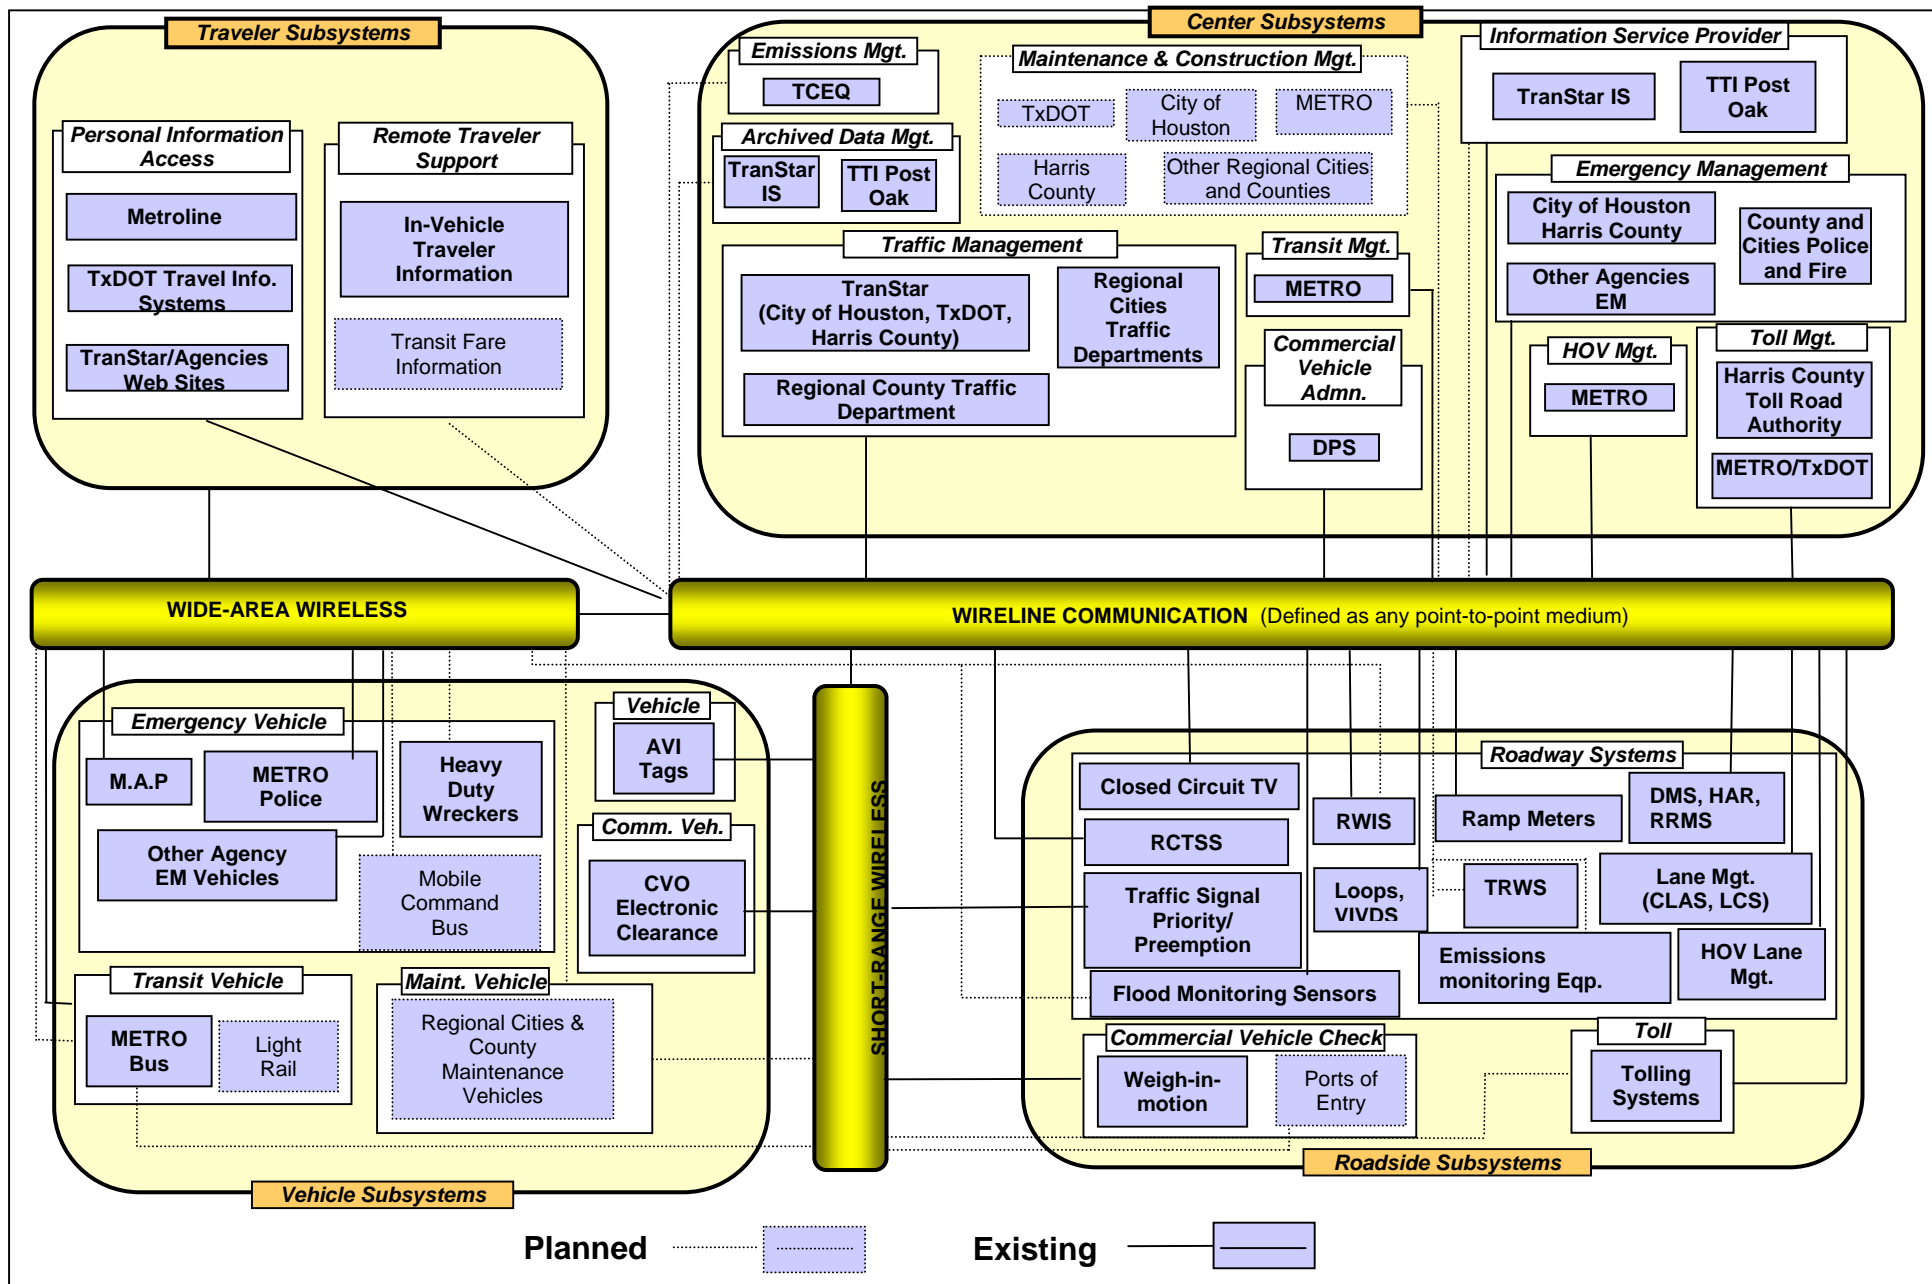 Traveler Subsystems
Personal Information
Access
Metroline
TxDOT Travel Info.
Systems
TranStar/Agencies
Web Sites
Remote Traveler
Support
In-Vehicle
Traveler
Information
Transit Fare
Information
Center Subsystems
Emissions Mgt.
TCEQ
Archived Data Mgt.
TranStar
IS
TTI Post
Oak
Maintenance & Construction Mgt.
TxDOT
City of
Houston
METRO
Harris
County
Other Regional Cities
and Counties
Information Service Provider
TranStar IS
TTI Post
Oak
Traffic Management
TranStar
(City of Houston, TxDOT,
Harris County)
Regional
Cities
Traffic
Departments
Regional County Traffic
Department
Transit Mgt.
METRO
Commercial
Vehicle
Admn.
DPS
Emergency Management
City of Houston
Harris County
County and
Cities Police
and Fire
Other Agencies
EM
HOV Mgt.
METRO
Toll Mgt.
Harris County
Toll Road
Authority
METRO/TxDOT
WIDE-AREA WIRELESS
WIRELINE COMMUNICATION (Defined as any point-to-point medium)
Emergency Vehicle
M.A.P
METRO
Police
Heavy
Duty
Wreckers
Other Agency
EM Vehicles
Mobile
Command
Bus
Vehicle
AVI
Tags
Comm. Veh.
CVO
Electronic
Clearance
Transit Vehicle
METRO
Bus
Light
Rail
Maint. Vehicle
Regional Cities &
County
Maintenance
Vehicles
Vehicle Subsystems
SHORT-RANGE WIRELESS
Roadway Systems
Closed Circuit TV
RCTSS
Traffic Signal
Priority/
Preemption
Flood Monitoring Sensors
RWIS
Loops,
VIVDS
Ramp Meters
TRWS
Emissions
monitoring Eqp.
DMS, HAR,
RRMS
Lane Mgt.
(CLAS, LCS)
HOV Lane
Mgt.
Commercial Vehicle Check
Weigh-in-
motion
Ports of
Entry
Toll
Tolling
Systems
Roadside Subsystems
Planned
Existing